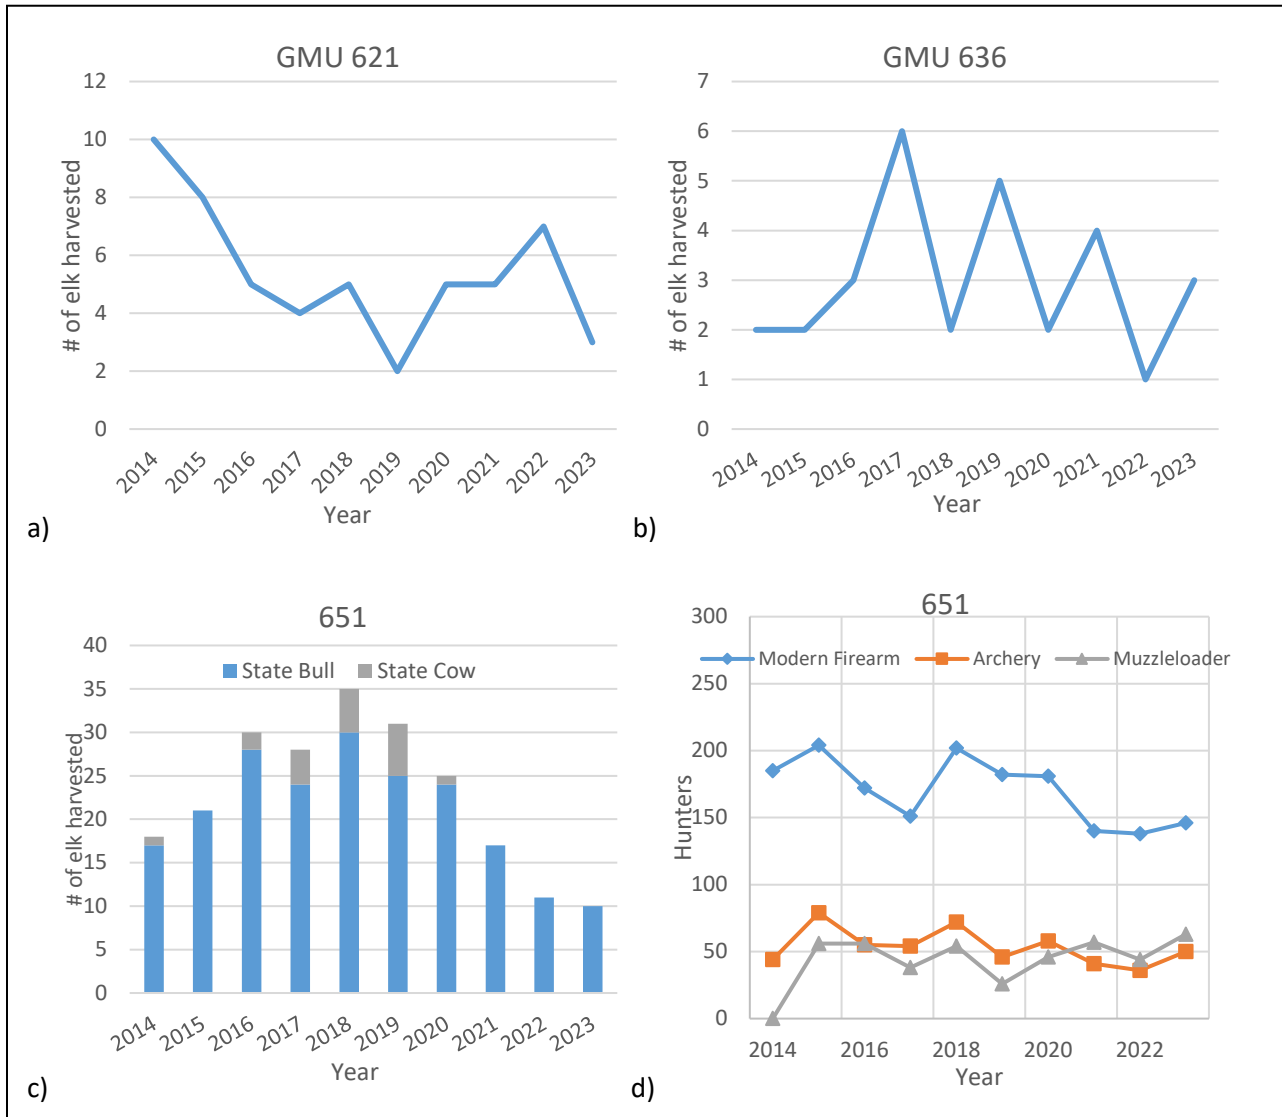 GMU 621
12
10
8
6
4
2
0
# of elk harvested
2014 2015 2016 2017 2018 2019 2020 2021 2022 2023
Year
a)
GMU 636
7
6
5
4
3
2
1
0
# of elk harvested
2014 2015 2016 2017 2018 2019 2020 2021 2022 2023
Year
b)
651
State Bull State Cow
40
35
30
25
20
15
10
5
0
# of elk harvested
2014 2015 2016 2017 2018 2019 2020 2021 2022 2023
Year
c)
651
Modern Firearm Archery Muzzleloader
300
250
200
150
100
50
0
Hunters
2014 2016 2018 2020 2022
Year
d)